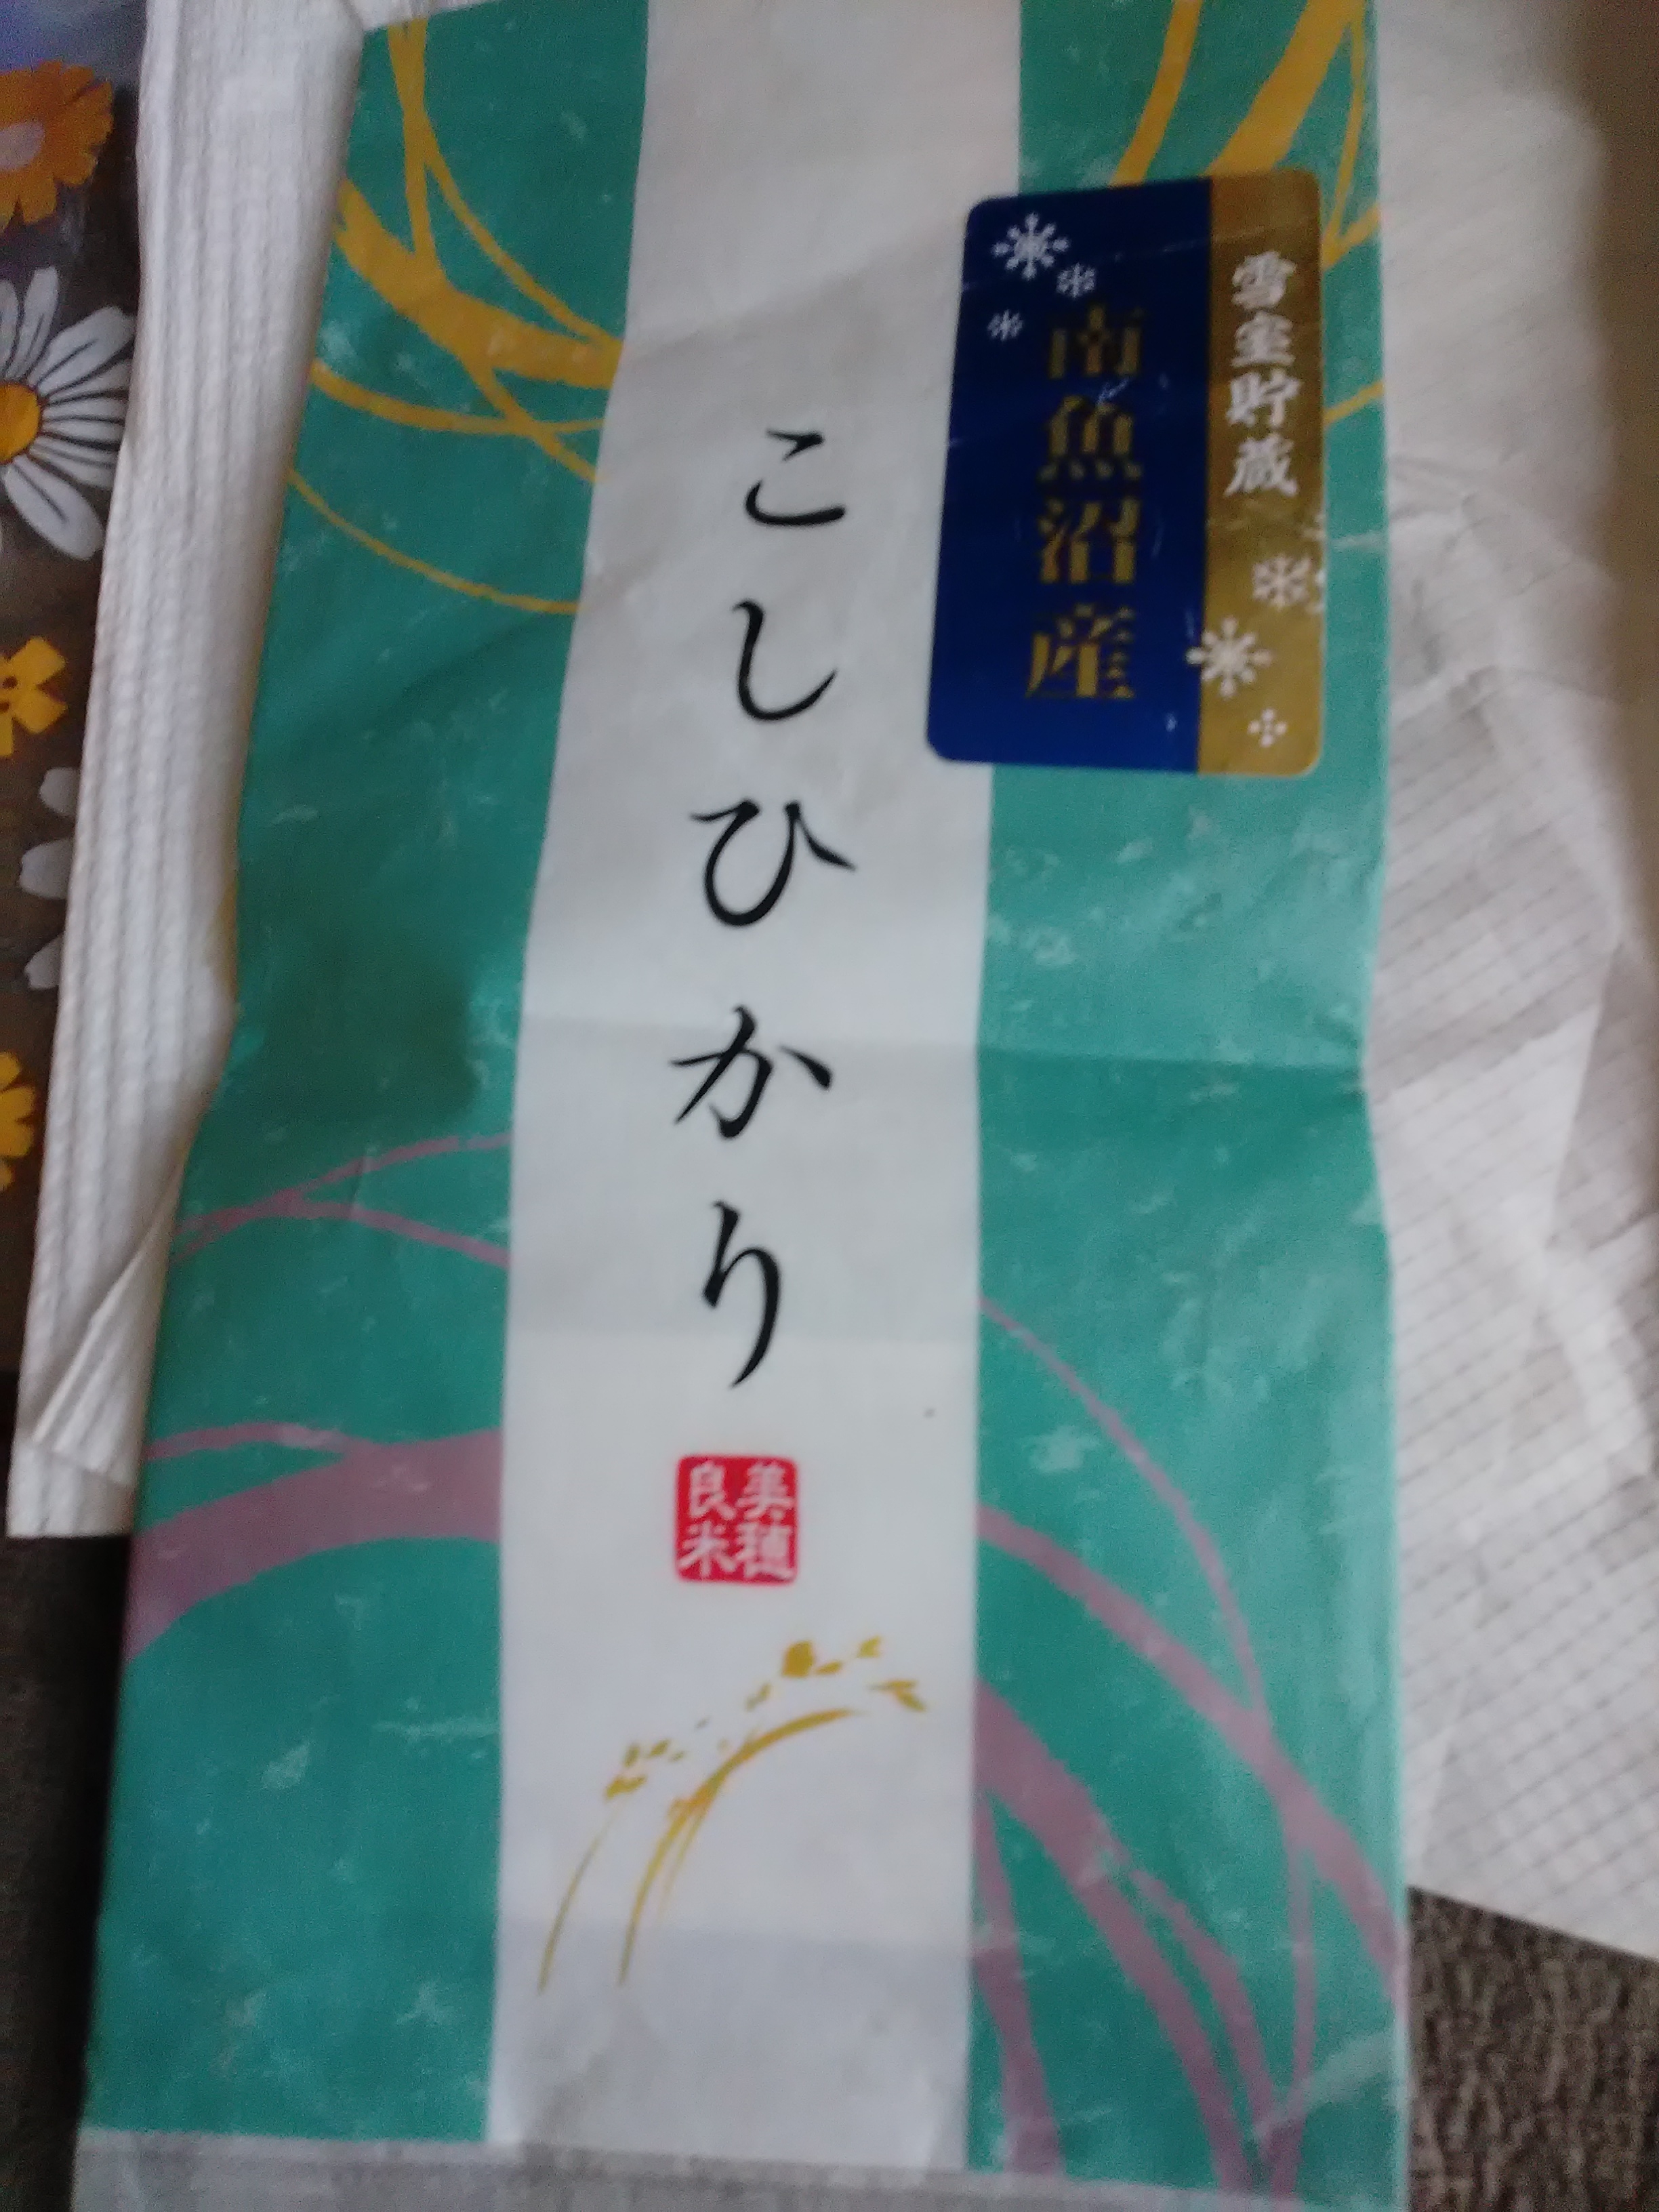 雪室貯蔵
南魚沼産
こしひかり
美穂
良米